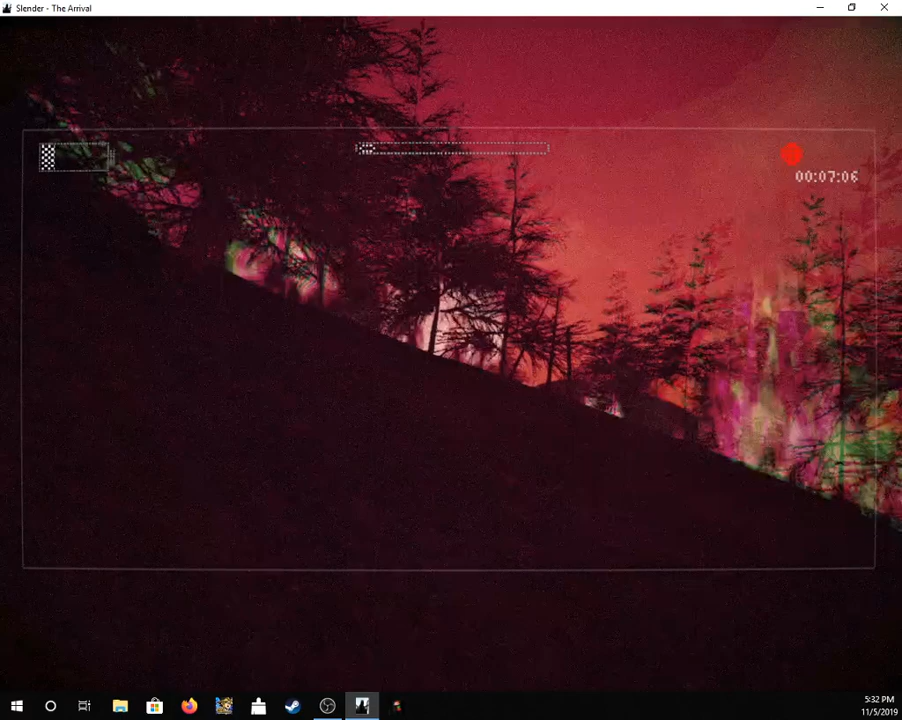 Slender - The Arrival
00:07:06
5:32 PM
11/5/2019